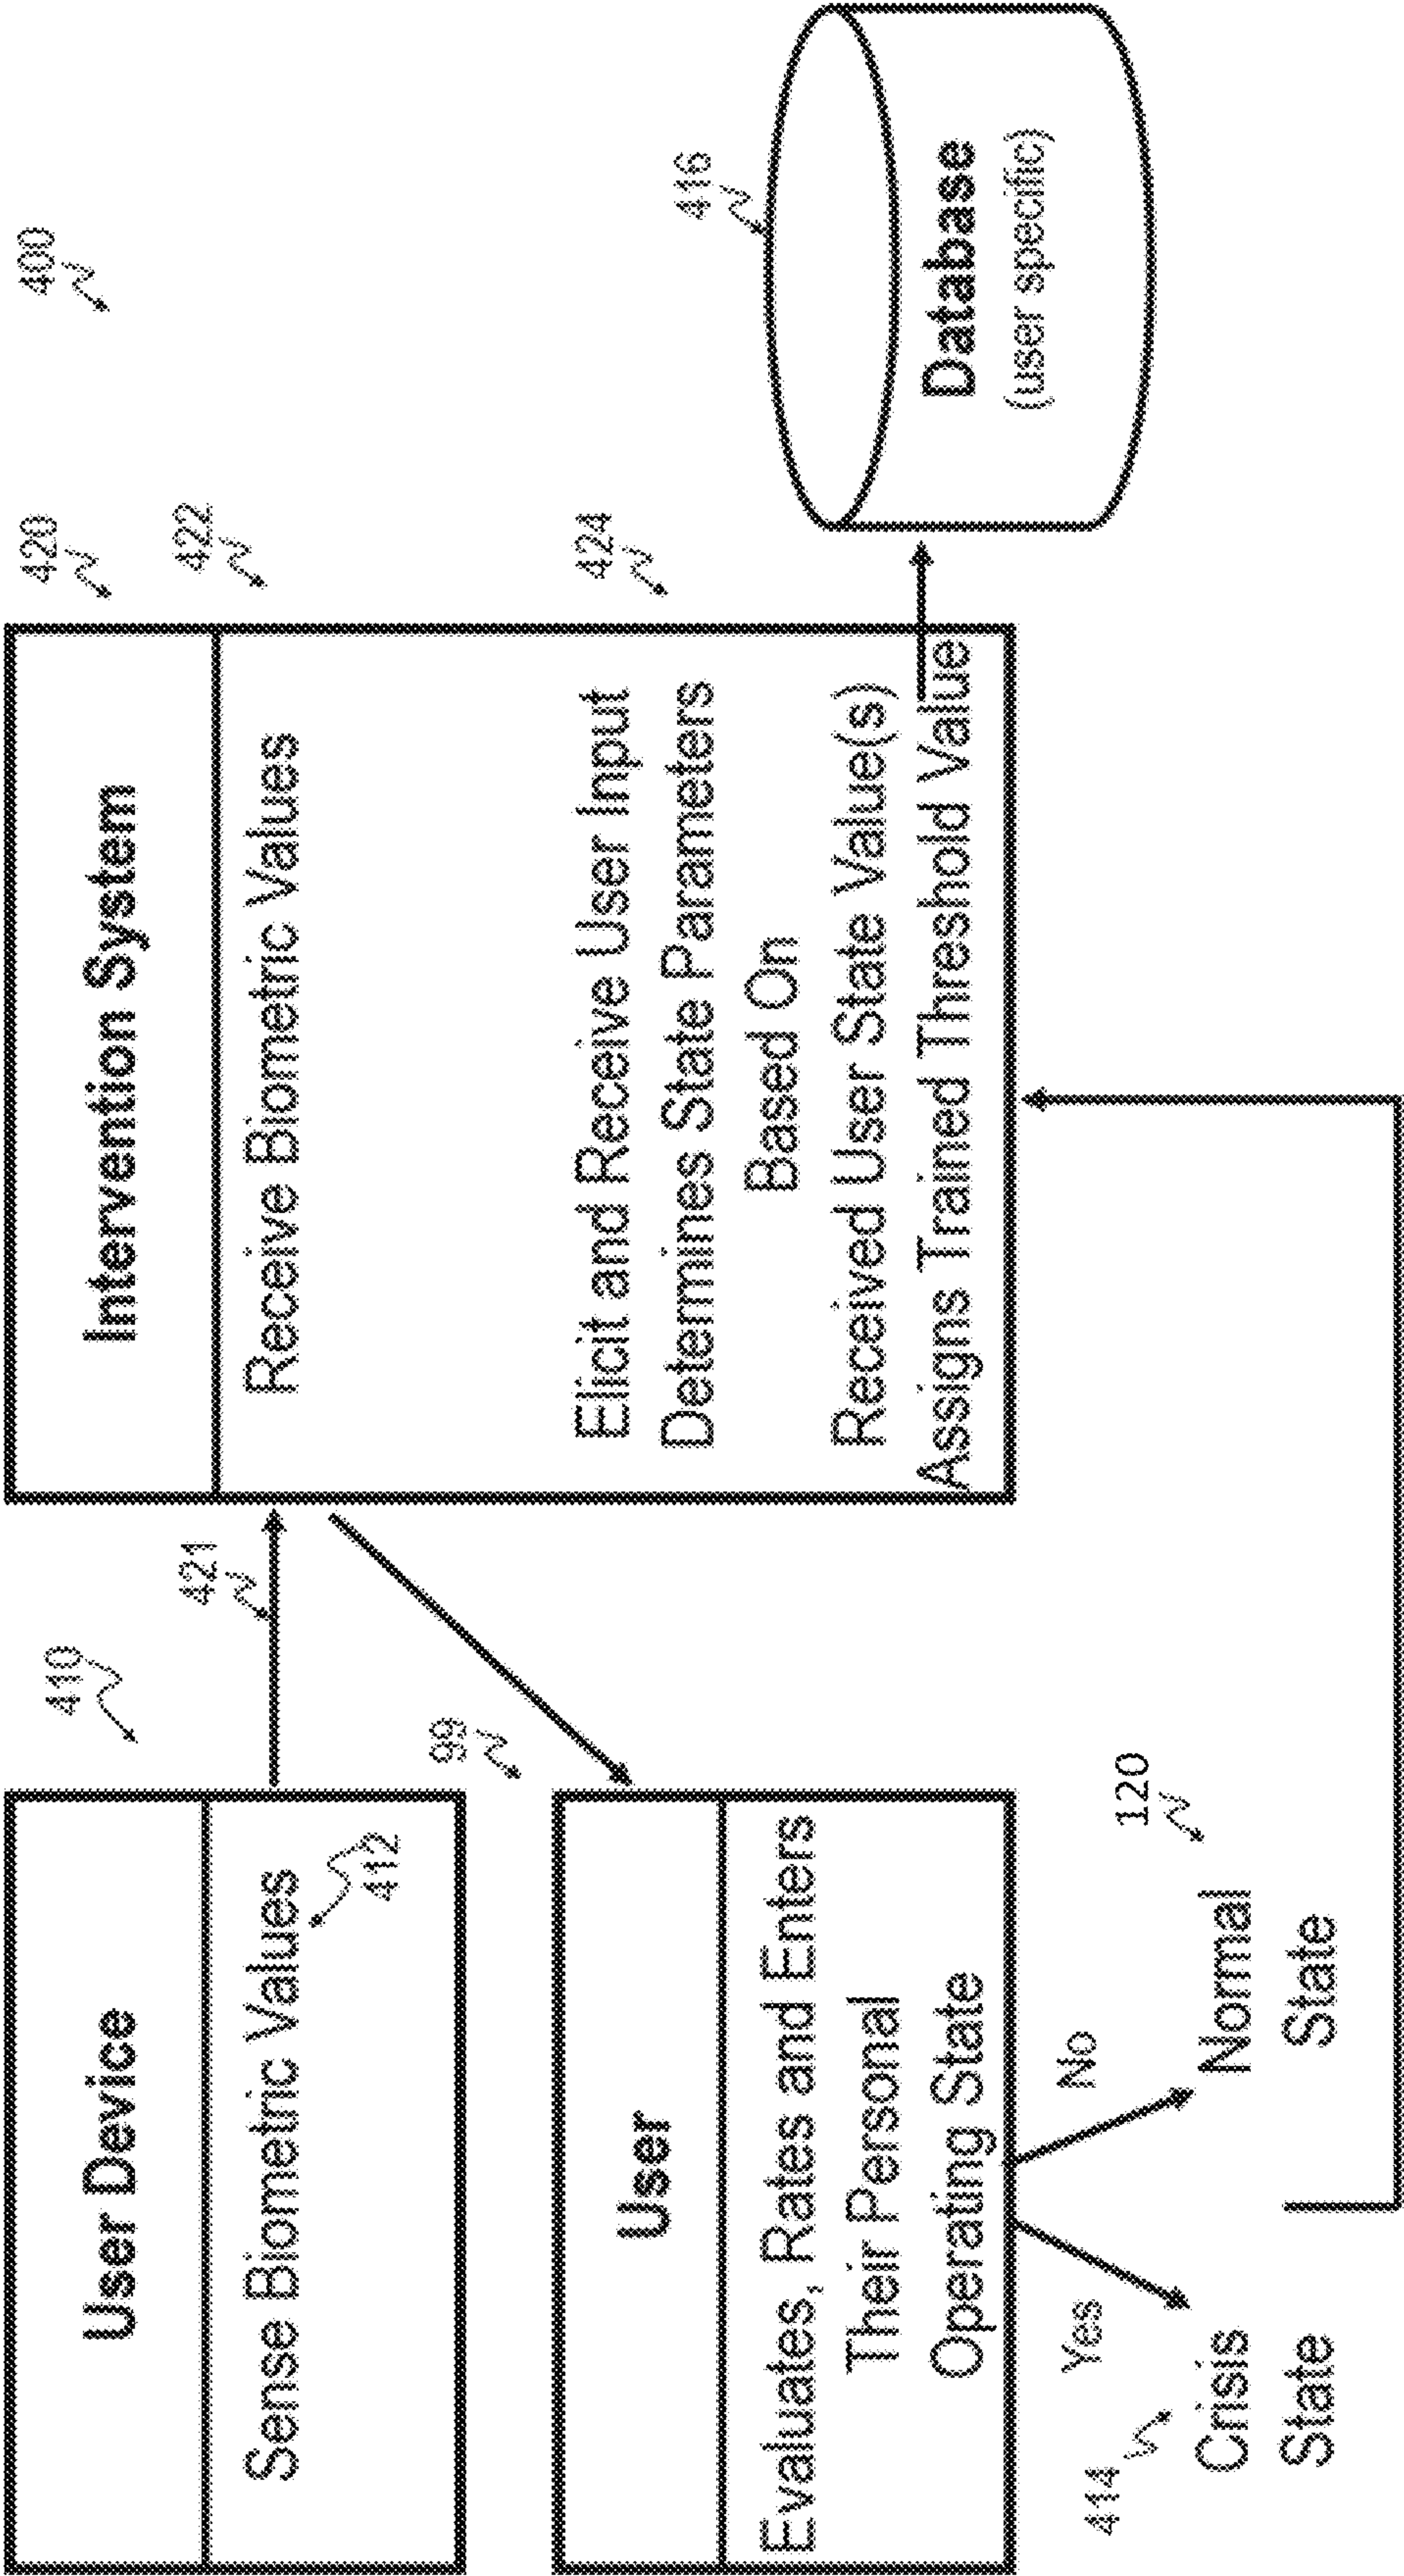 400
410
420
User Device
Intervention System
421
422
Sense Biometric Values
Receive Biometric Values
412
99
User
Evaluates, Rates and Enters
Their Personal
Operating State
424
Elicit and Receive User Input
Determines State Parameters
Based On
Received User State Value(s)
Assigns Trained Threshold Value
416
Database
(user specific)
Yes
No
414
120
Crisis
State
Normal
State